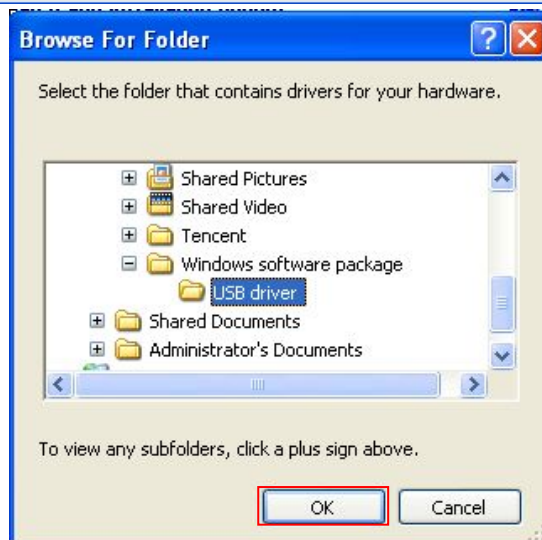 Browse For Folder
Select the folder that contains drivers for your hardware.
Shared Pictures
Shared Video
Tencent
Windows software package
USB driver
Shared Documents
Administrator's Documents
To view any subfolders, click a plus sign above.
OK Cancel